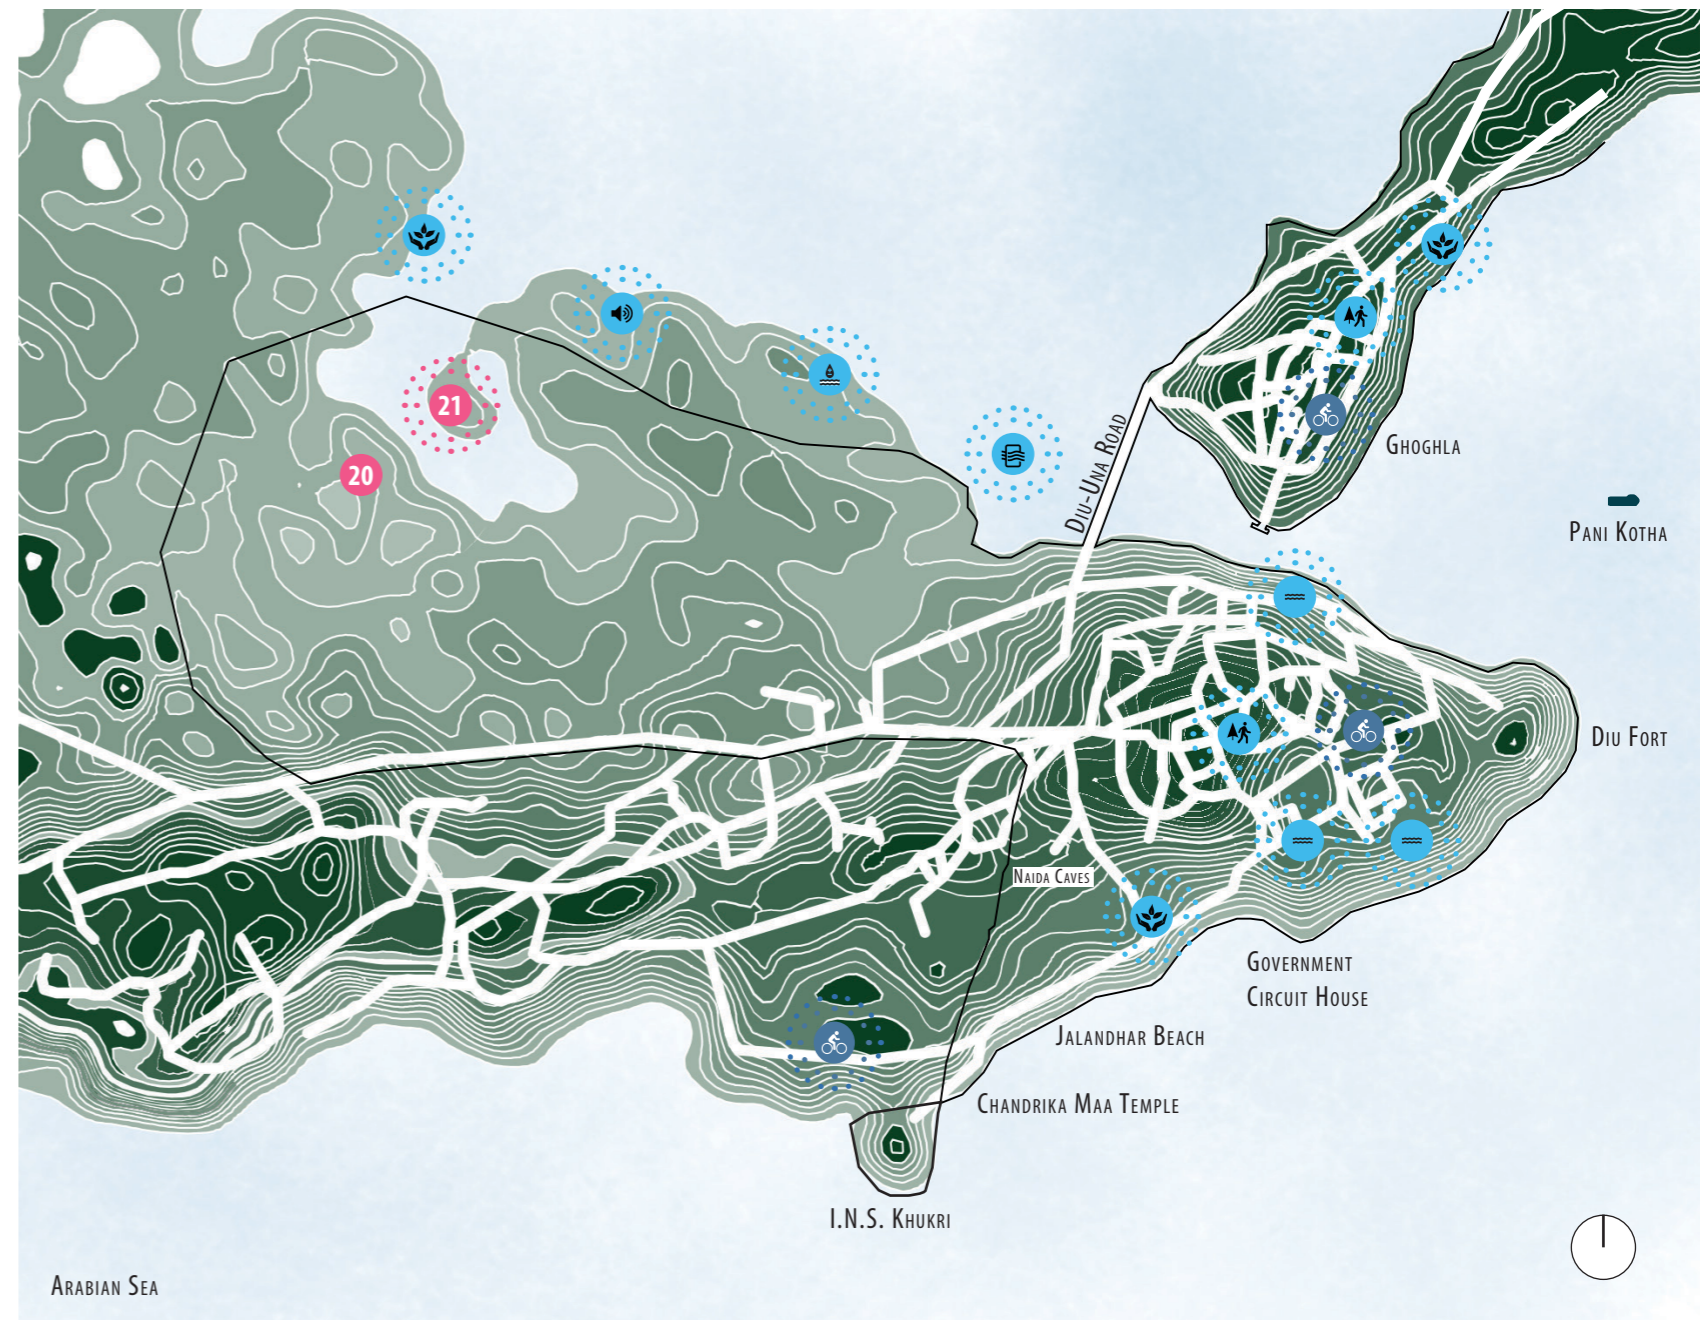 21
20
Diu-Una Road
Ghoghla
Pani Kotha
Diu Fort
Naida Caves
Government
Circuit House
Jalandhar Beach
Chandrika Maa Temple
I.N.S. Khukri
Arabian Sea